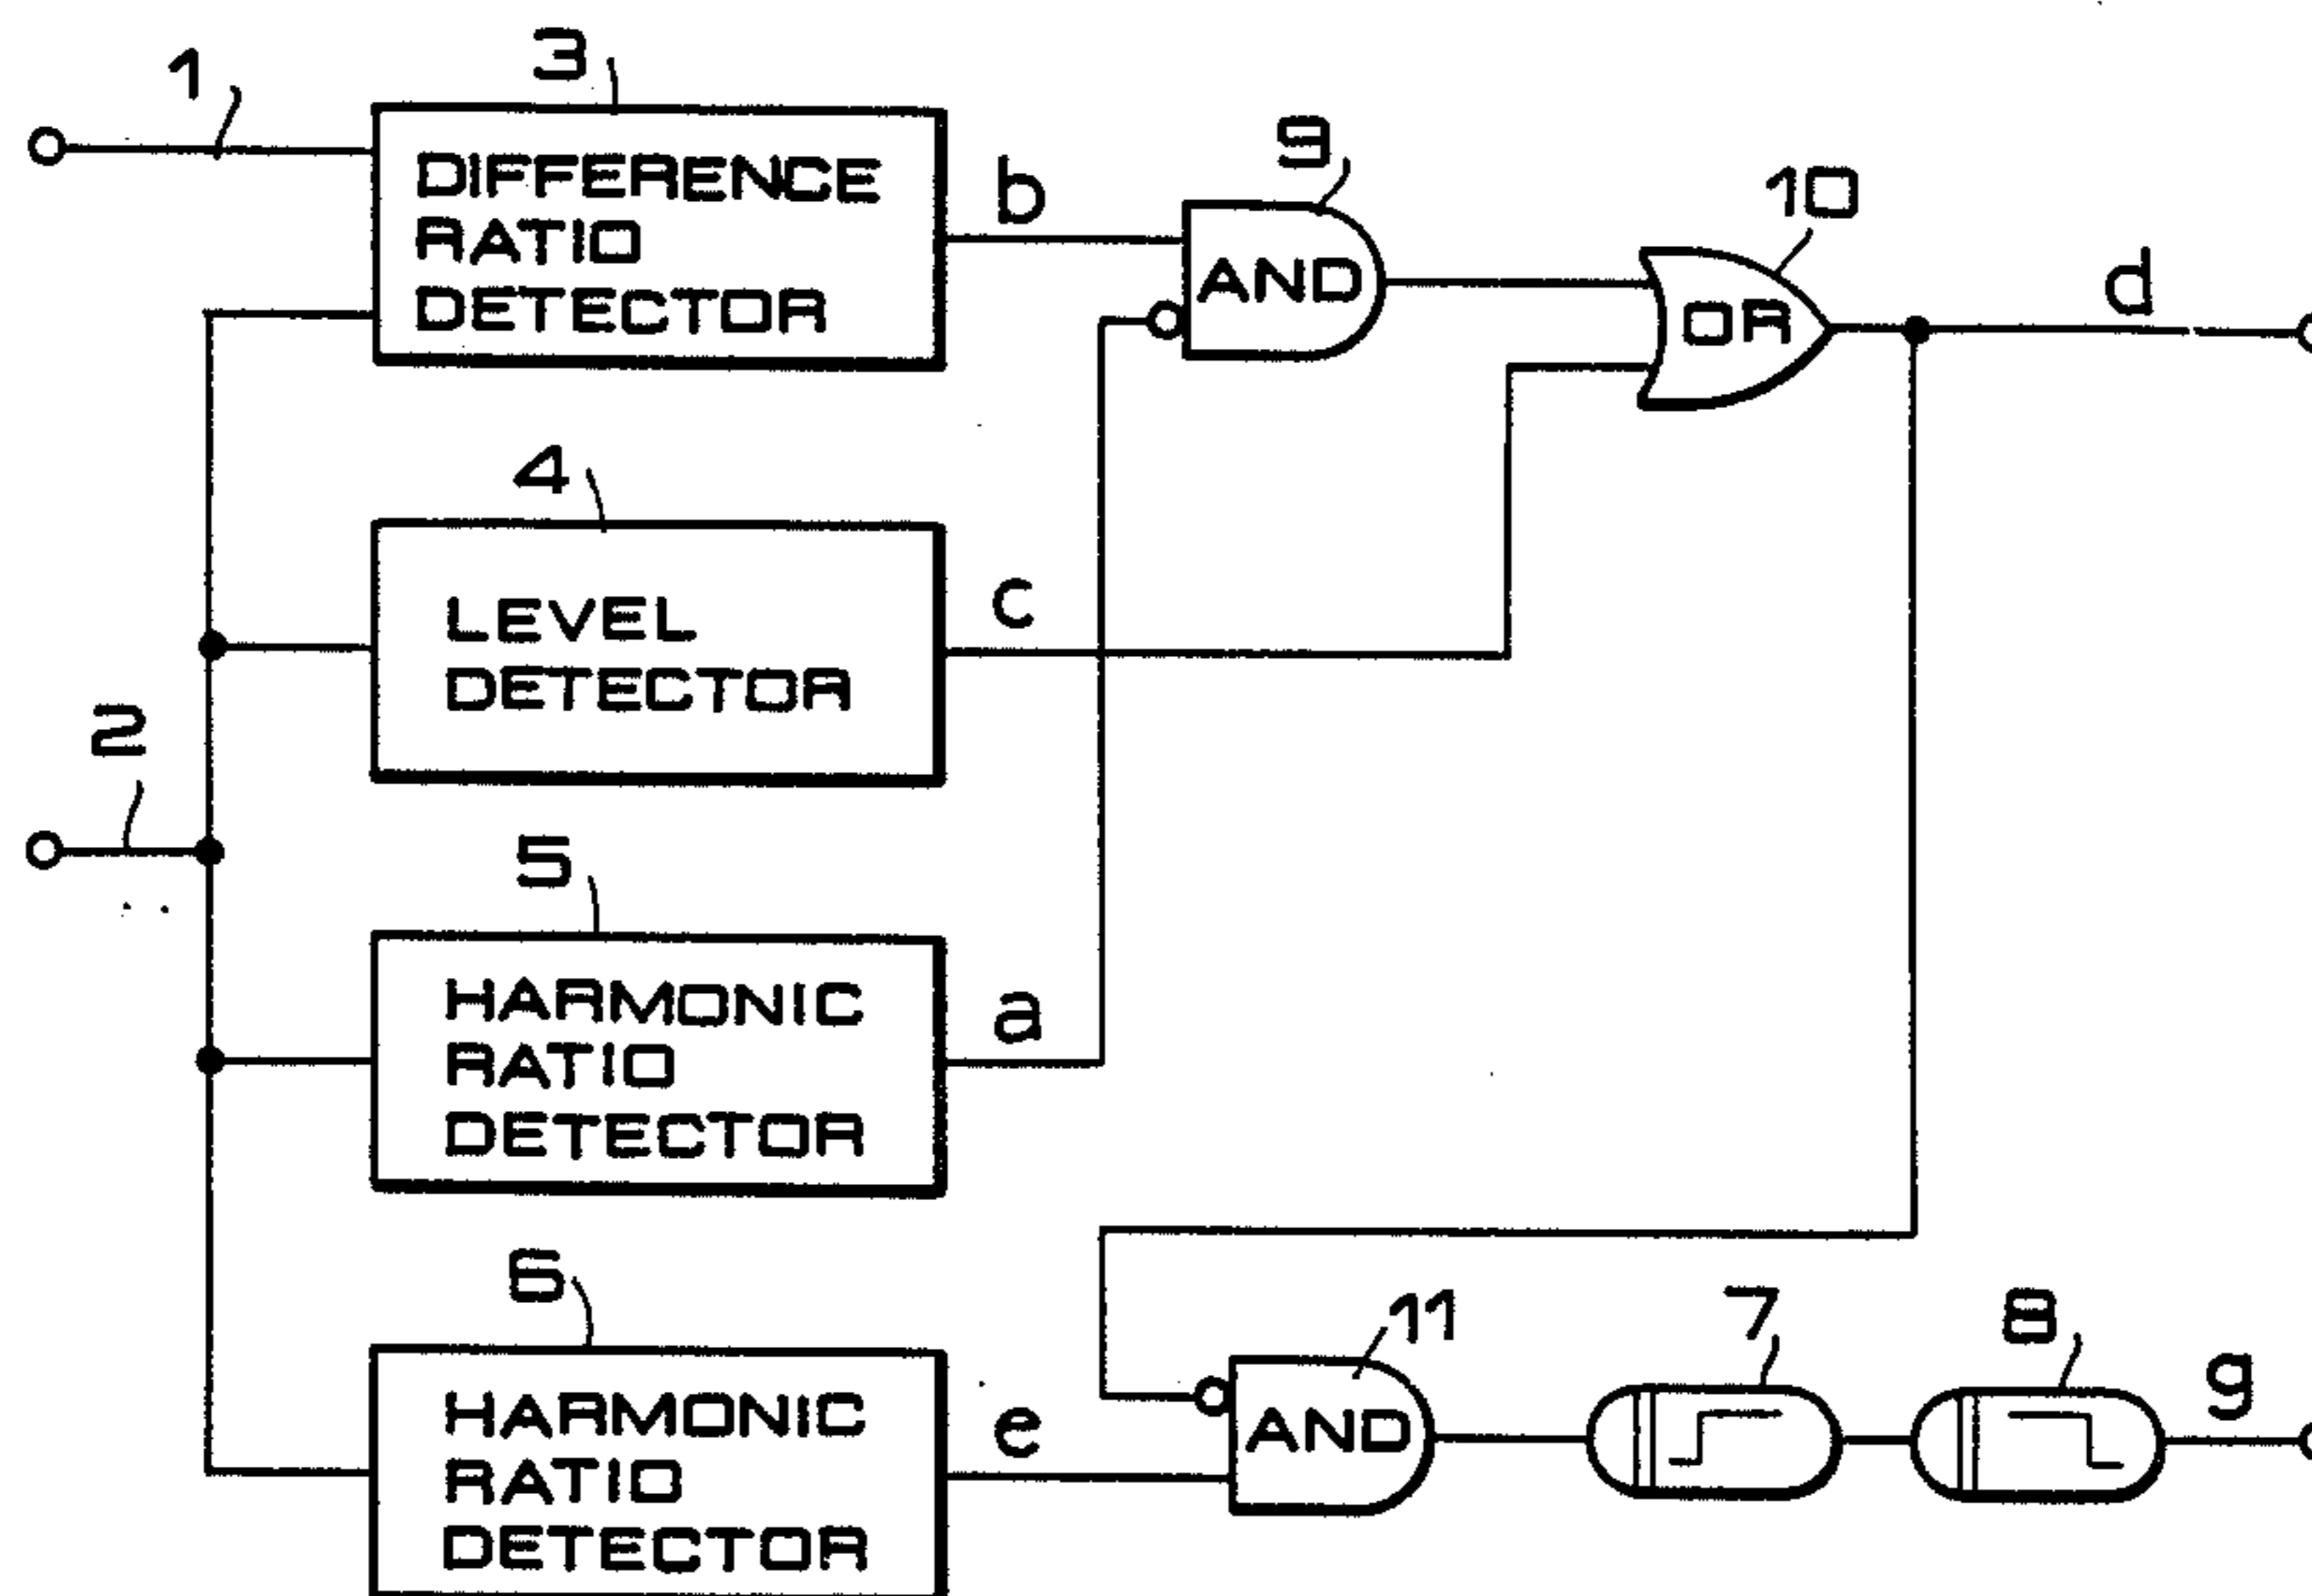 1
3
DIFFERENCE
RATIO
DETECTOR
b
9
AND
10
OR
d
4
LEVEL
DETECTOR
c
2
5
HARMONIC
RATIO
DETECTOR
a
6
HARMONIC
RATIO
DETECTOR
e
11
AND
7
8
g